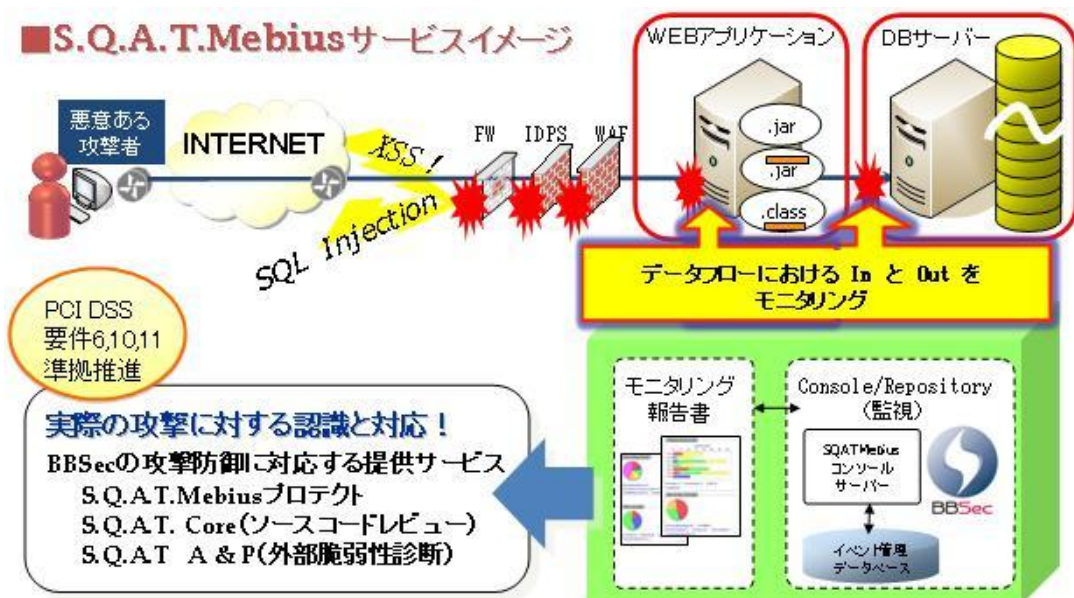 ■S.Q.A.T.Mebiusサービスイメージ
WEBアプリケーション
DBサーバー
悪意ある
攻撃者
INTERNET
XSS！
SQL Injection
FW
IDPS
WAF
.jar
.jar
.class
データフローにおける In と Out を
モニタリング
PCI DSS
要件6,10,11
準拠推進
実際の攻撃に対する認識と対応！
BBSecの攻撃防御に対応する提供サービス
S.Q.A.T.Mebiusプロテクト
S.Q.A.T. Core(ソースコードレビュー)
S.Q.A.T A & P(外部脆弱性診断)
モニタリング
報告書
Console/Repository
(監視)
SQATMebius
コンソール
サーバー
BBSec
イベント管理
データベース